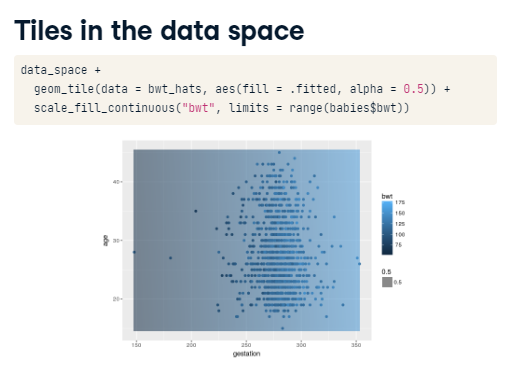 Tiles in the data space
data_space +
geom_tile(data = bwt_hats, aes(fill = .fitted, alpha = 0.5)) +
scale_fill_continuous("bwt", limits = range(babies$bwt))
40
30
20
age
150 200 250 300 350
gestation
bwt
175
150
125
100
75
0.5
0.5